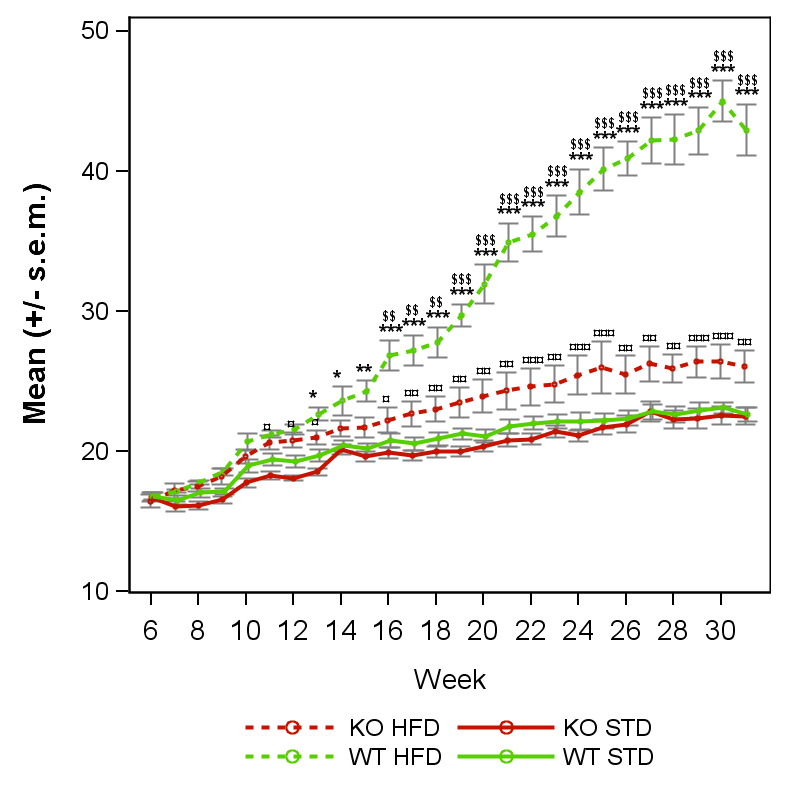 Mean (+/- s.e.m.)
50
40
30
20
10
$$ $$ $$ $$$ $$$ $$$ $$$ $$$ $$$ $$$ $$$ $$$ $$$ $$$ $$$ $$$
* * ** *** *** *** *** *** *** *** *** *** *** *** *** *** *** *** ***
¤ ¤ ¤ ¤ ¤¤ ¤¤ ¤¤ ¤¤ ¤¤ ¤¤¤ ¤¤ ¤¤¤ ¤¤¤ ¤¤ ¤¤ ¤¤ ¤¤¤ ¤¤¤ ¤¤
6 8 10 12 14 16 18 20 22 24 26 28 30
Week
KO HFD KO STD
WT HFD WT STD